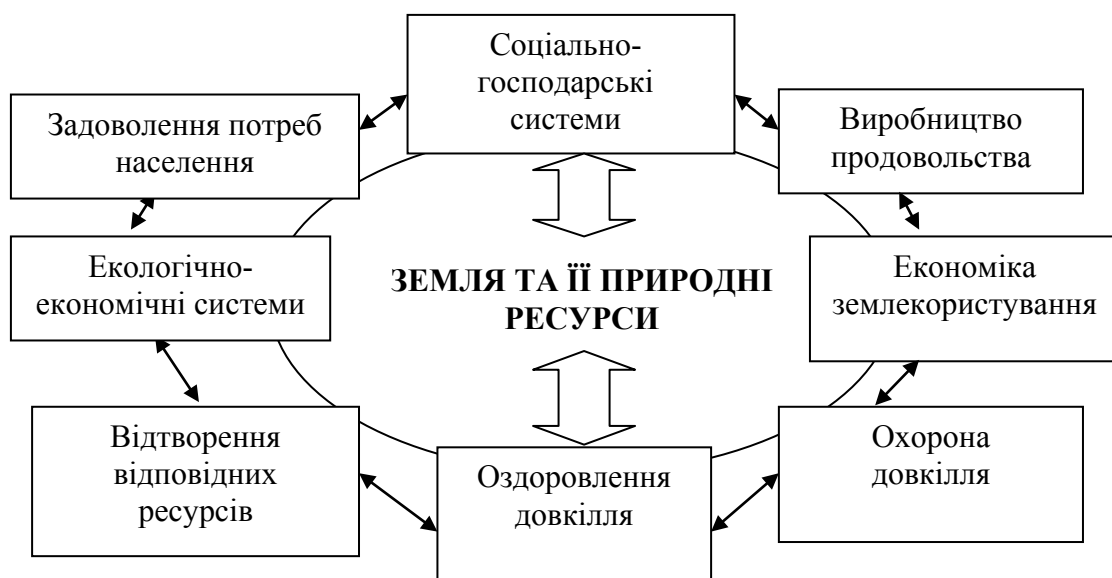 Соціально-
господарські
системи
Задоволення потреб
населення
Виробництво
продовольства
Екологічно-
економічні системи
ЗЕМЛЯ ТА ЇЇ ПРИРОДНІ
РЕСУРСИ
Економіка
землекористування
Відтворення
відповідних
ресурсів
Оздоровлення
довкілля
Охорона
довкілля